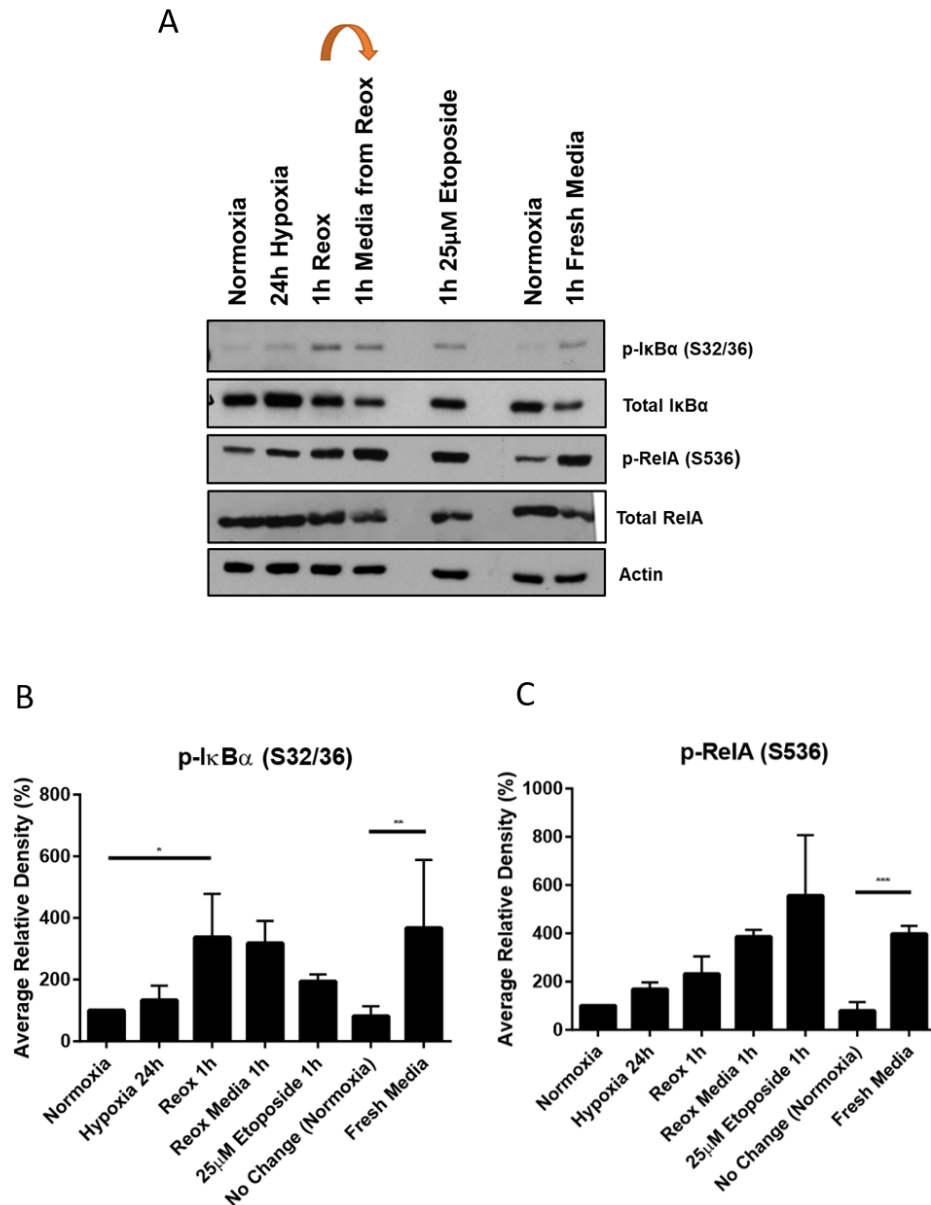 A
Normoxia
24h Hypoxia
1h Reox
1h Media from Reox
1h 25µM Etoposide
Normoxia
1h Fresh Media
p-IκBα (S32/36)
Total IκBα
p-RelA (S536)
Total RelA
Actin
B
p-IκBα (S32/36)
Average Relative Density (%)
800
600
400
200
0
*
**
Normoxia
Hypoxia 24h
Reox 1h
Reox Media 1h
25µM Etoposide 1h
No Change (Normoxia)
Fresh Media
C
p-RelA (S536)
Average Relative Density (%)
1000
800
600
400
200
0
***
Normoxia
Hypoxia 24h
Reox 1h
Reox Media 1h
25µM Etoposide 1h
No Change (Normoxia)
Fresh Media